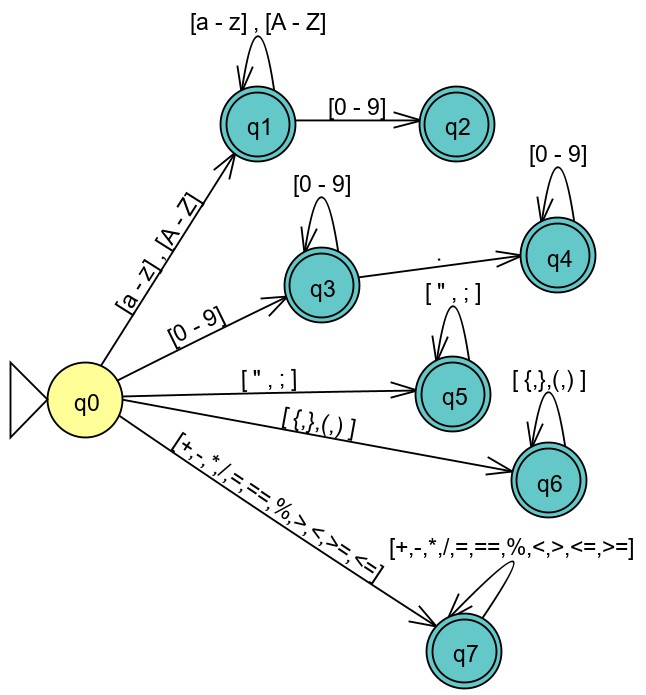 [a - z] , [A - Z]
q1
[0 - 9]
q2
[0 - 9]
[a - z] , [A - Z]
[0 - 9]
q3
.
q4
[0 - 9]
[ " , ; ]
q0
[ " , ; ]
q5
[ {,},(,) ]
[ {,},(,) ]
q6
[+,-, *,/,=,==,%,>,<,>=,<=]
[+,-,*,/,=,==,%,<,>,<=,>=]
q7